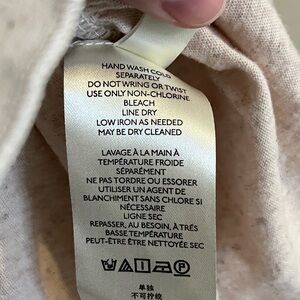 HAND WASH COLD
SEPARATELY
DO NOT WRING OR TWIST
USE ONLY NON-CHLORINE
BLEACH
LINE DRY
LOW IRON AS NEEDED
MAY BE DRY CLEANED
LAVAGE À LA MAIN À
TEMPÉRATURE FROIDE
SÉPARÉMENT
NE PAS TORDRE OU ESSORER
UTILISER UN AGENT DE
BLANCHIMENT SANS CHLORE SI
NÉCESSAIRE
LIGNE SEC
REPASSER, AU BESOIN, À TRÉS
BASSE TEMPÉRATURE
PEUT-ÊTRE ÊTRE NETTOYÉE SEC
P
单独
不可拧绞